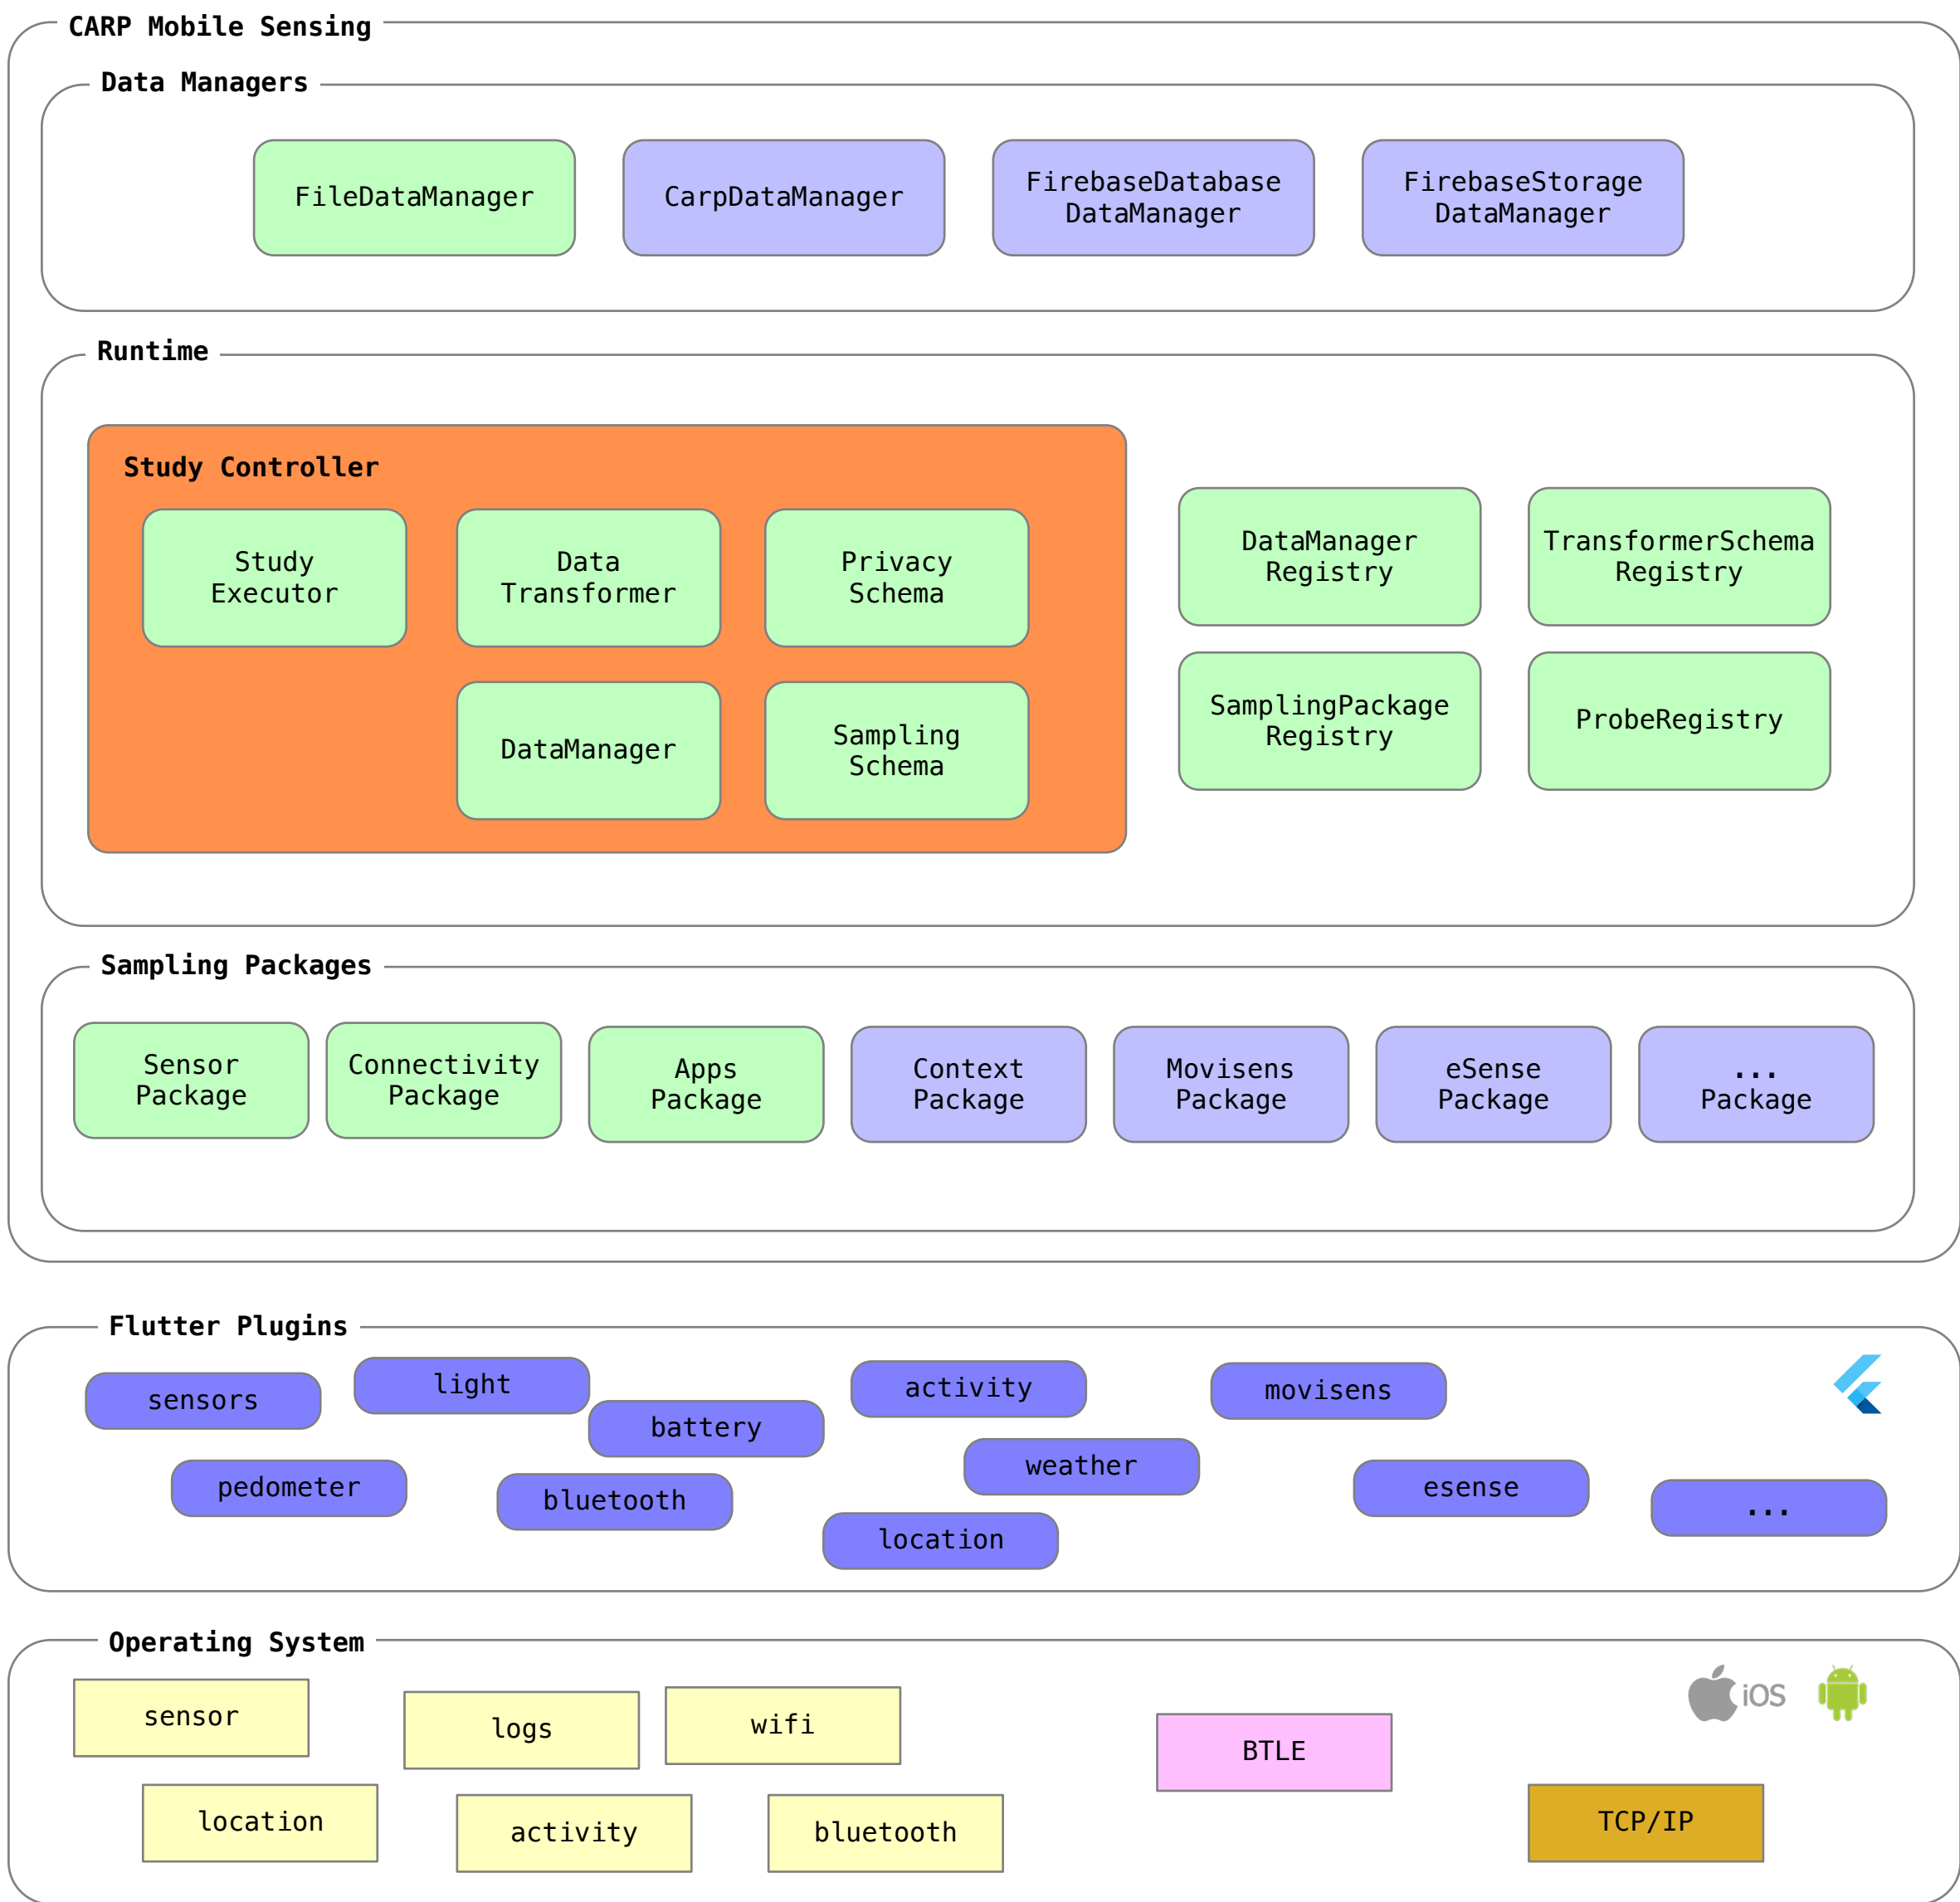 CARP Mobile Sensing
Data Managers
FileDataManager
CarpDataManager
FirebaseDatabase
DataManager
FirebaseStorage
DataManager
Runtime
Study Controller
Study
Executor
Data
Transformer
Privacy
Schema
DataManager
Sampling
Schema
DataManager
Registry
TransformerSchema
Registry
SamplingPackage
Registry
ProbeRegistry
Sampling Packages
Sensor
Package
Connectivity
Package
Apps
Package
Context
Package
Movisens
Package
eSense
Package
...
Package
Flutter Plugins
sensors
light
battery
activity
movisens
pedometer
bluetooth
weather
location
esense
...
Operating System
sensor
logs
wifi
BTLE
iOS
location
activity
bluetooth
TCP/IP